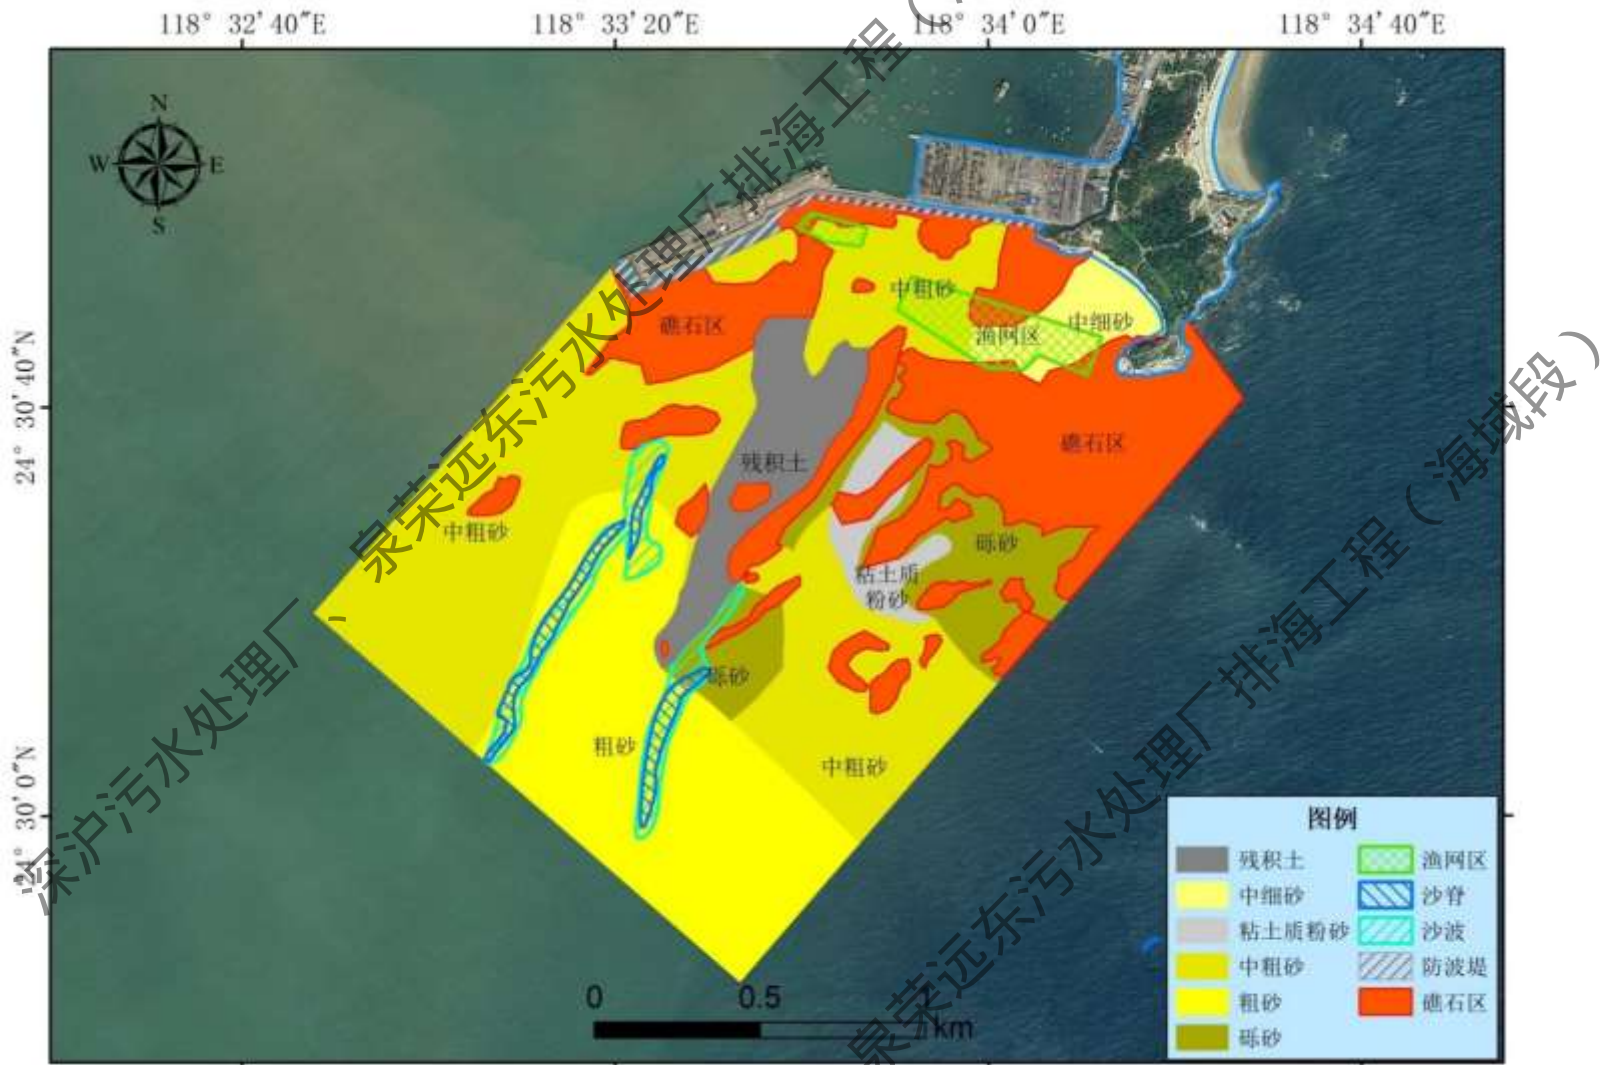 118° 32′40″E
118° 33′20″E
118° 34′0″E
118° 34′40″E
N
W
E
S
24° 30′40″N
24° 30′0″N
中粗砂
礁石区
渔网区
中细砂
礁石区
残积土
中粗砂
砾砂
粘土质
粉砂
砾砂
粗砂
中粗砂
图例
残积土
渔网区
中细砂
沙脊
粘土质粉砂
沙波
中粗砂
防波堤
粗砂
礁石区
砾砂
0
0.5
1
km
深沪污水处理厂、泉荣远东污水处理厂排海工程（
泉荣远东污水处理厂排海工程（海域段）